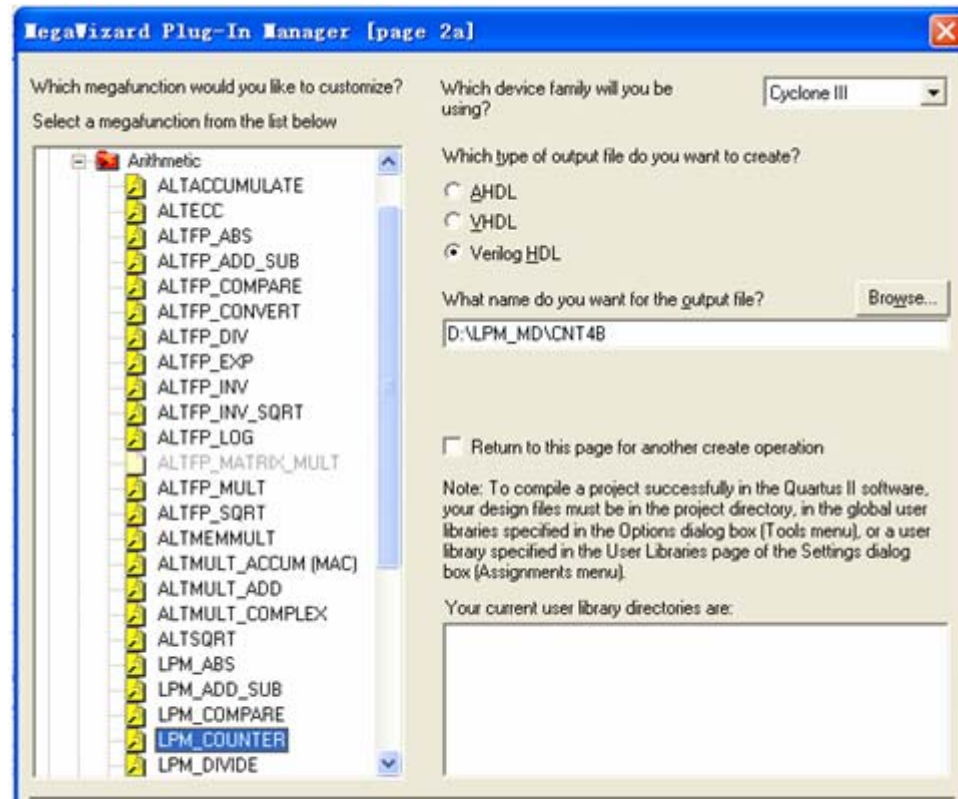 MegaWizard Plug-In Manager [page 2a]
Which megafunction would you like to customize?
Select a megafunction from the list below
Arithmetic
ALTACCUMULATE
ALTECC
ALTFP_ABS
ALTFP_ADD_SUB
ALTFP_COMPARE
ALTFP_CONVERT
ALTFP_DIV
ALTFP_EXP
ALTFP_INV
ALTFP_INV_SQRT
ALTFP_LOG
ALTFP_MATRIX_MULT
ALTFP_MULT
ALTFP_SQRT
ALTMEMMULT
ALTMULT_ACCUM (MAC)
ALTMULT_ADD
ALTMULT_COMPLEX
ALTSQRT
LPM_ABS
LPM_ADD_SUB
LPM_COMPARE
LPM_COUNTER
LPM_DIVIDE
Which device family will you be
using?
Cyclone III
Which type of output file do you want to create?
AHDL
VHDL
Verilog HDL
What name do you want for the output file?
Browse...
D:\LPM_MD\CNT4B
Return to this page for another create operation
Note: To compile a project successfully in the Quartus II software,
your design files must be in the project directory, in the global user
libraries specified in the Options dialog box (Tools menu), or a user
library specified in the User Libraries page of the Settings dialog
box (Assignments menu).
Your current user library directories are: